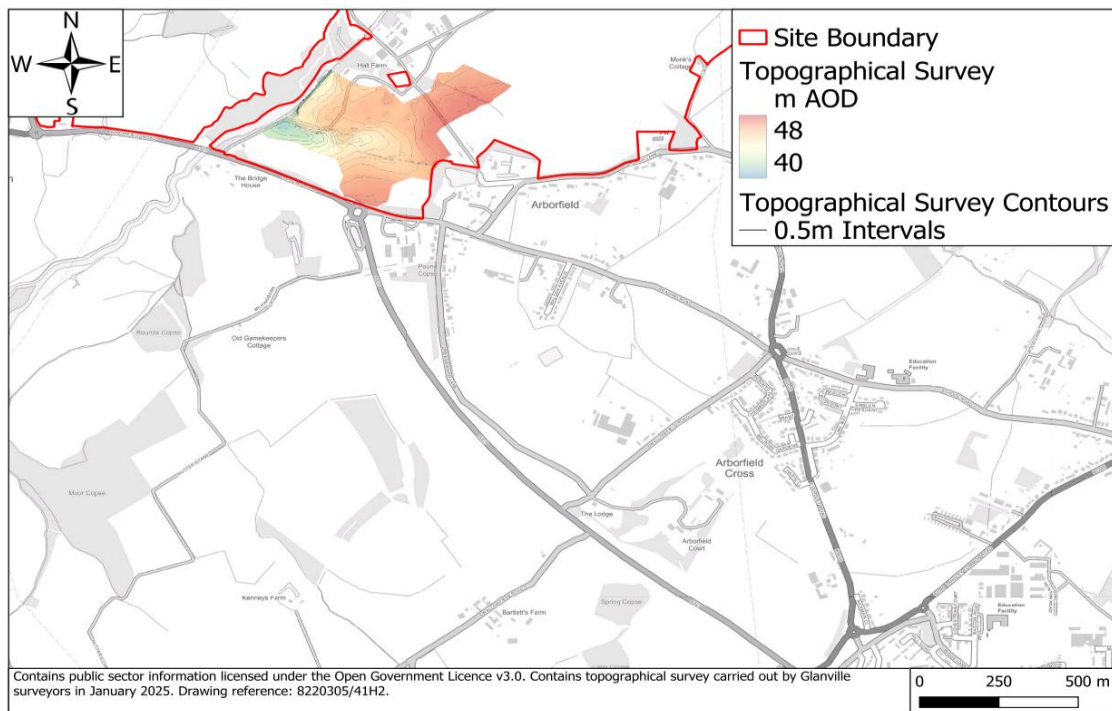 N
W E
S
Site Boundary
Topographical Survey
m AOD
48
40
Topographical Survey Contours
0.5m Intervals
Hall Farm
Monk's
Cottage
The Bridge
House
Arborfield
Pound
Copse
Rounds Copse
Old Gamekeepers
Cottage
Education
Facility
Moor Copse
Arborfield
Cross
The Lodge
Arborfield
Court
Kenneys Farm
Bartlett's Farm
Spring Copse
Education
Facility
Contains public sector information licensed under the Open Government Licence v3.0. Contains topographical survey carried out by Glanville
surveyors in January 2025. Drawing reference: 8220305/41H2.
0 250 500 m